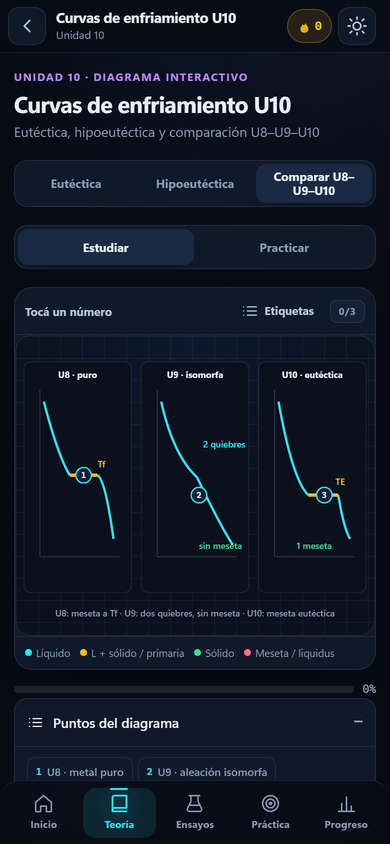 Curvas de enfriamiento U10
Unidad 10
0
UNIDAD 10 · DIAGRAMA INTERACTIVO
Curvas de enfriamiento U10
Eutéctica, hipoeutéctica y comparación U8–U9–U10
Eutéctica
Hipoeutéctica
Comparar U8–
U9–U10
Estudiar
Practicar
Tocá un número
Etiquetas
0/3
U8 · puro
U9 · isomorfa
U10 · eutéctica
2 quiebres
Tf
1
2
TE
3
sin meseta
1 meseta
U8: meseta a Tf · U9: dos quiebres, sin meseta · U10: meseta eutéctica
Líquido
L + sólido / primaria
Sólido
Meseta / liquidus
0%
Puntos del diagrama
1 U8 · metal puro
2 U9 · aleación isomorfa
Inicio
Teoría
Ensayos
Práctica
Progreso